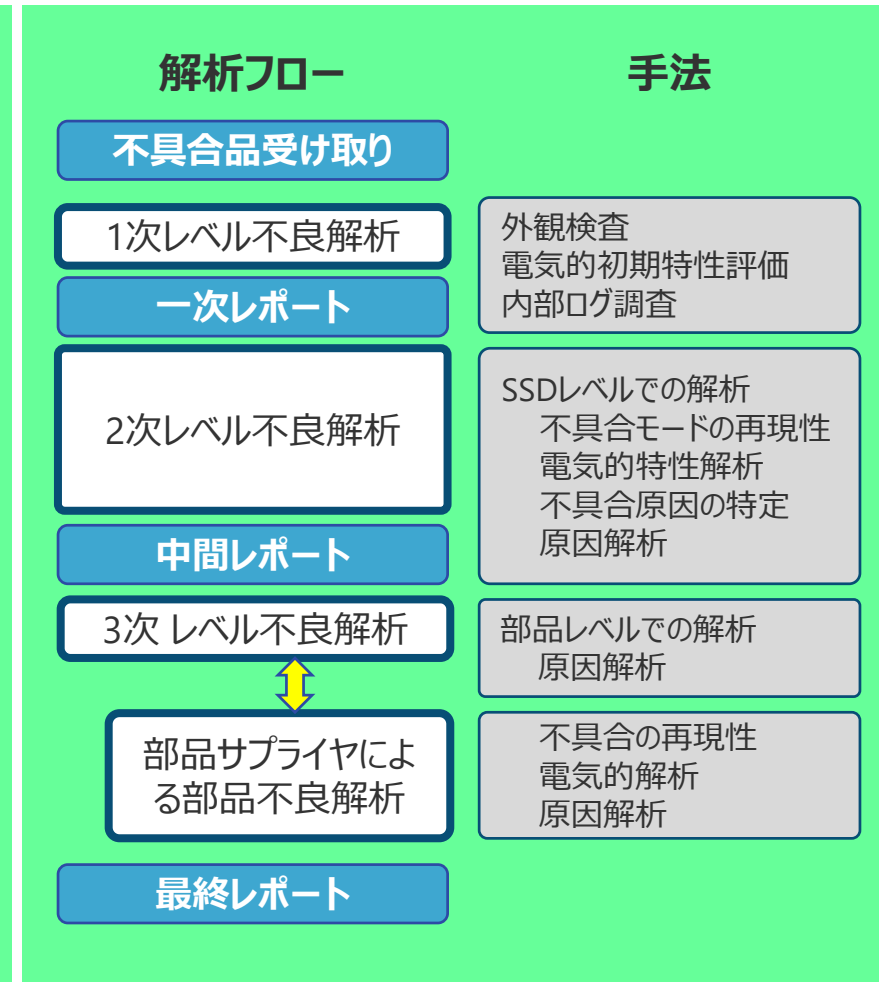 解析フロー
手法
不具合品受け取り
1次レベル不良解析
外観検査
電気的初期特性評価
内部ログ調査
一次レポート
2次レベル不良解析
SSDレベルでの解析
不具合モードの再現性
電気的特性解析
不具合原因の特定
原因解析
中間レポート
3次 レベル不良解析
部品レベルでの解析
原因解析
部品サプライヤによ
る部品不良解析
不具合の再現性
電気的解析
原因解析
最終レポート